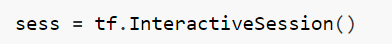 sess = tf.InteractiveSession()